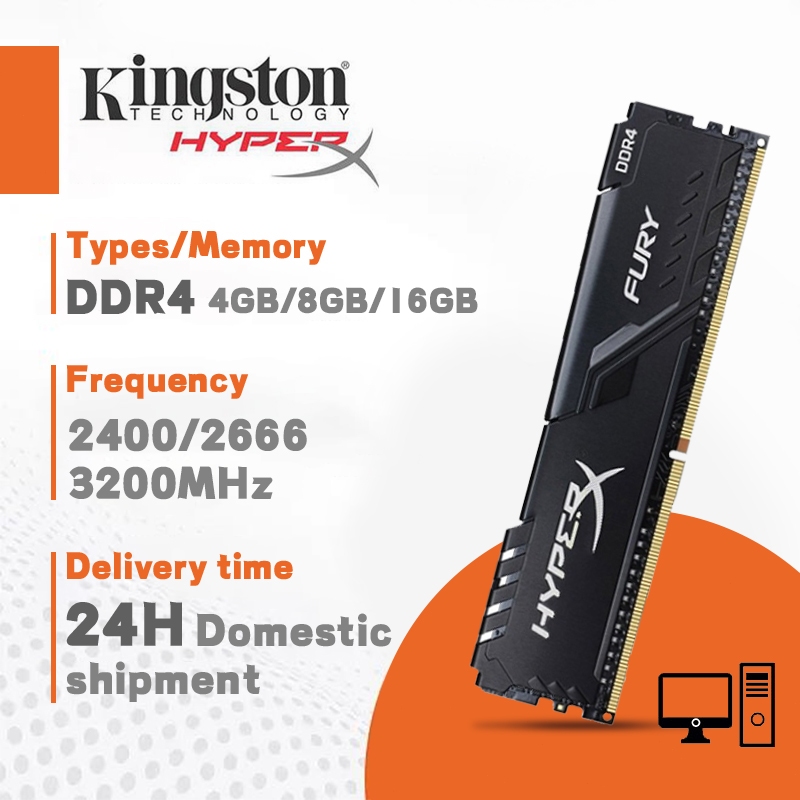 Kingston®
TECHNOLOGY
HYPERX
Types/Memory
DDR4 4GB/8GB/16GB
Frequency
2400/2666
3200MHz
Delivery time
24H Domestic
shipment
DDR4
FURY
HYPERX